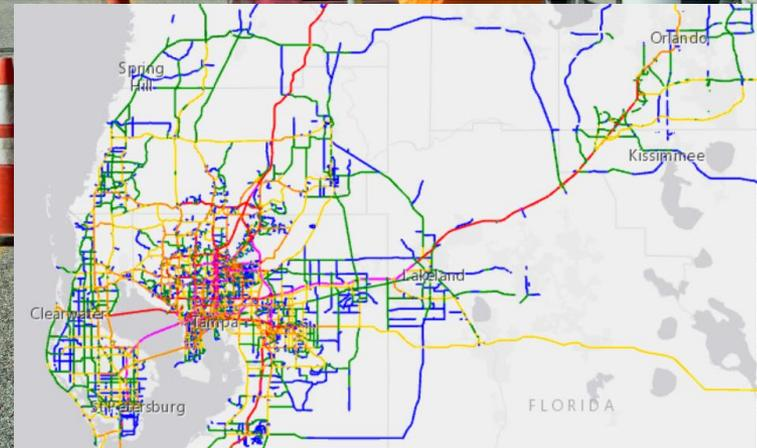 Orlando
Spring
Hill
Kissimmee
Lakeland
Clearwater
Tampa
FLORIDA
St Petersburg